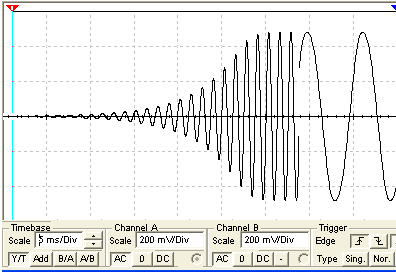 Timebase
Scale 5 ms/Div
Y/T Add B/A A/B
Channel A
Scale 200 mV/Div
AC 0 DC
Channel B
Scale 200 mV/Div
AC 0 DC -
Trigger
Edge
Type Sing. Nor.